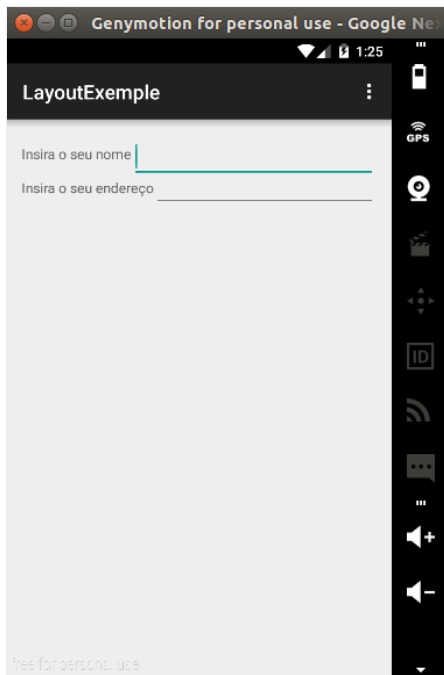 Genymotion for personal use - Google Ne
1:25
LayoutExemple
GPS
Insira o seu nome
Insira o seu endereço
ID
free for personal use